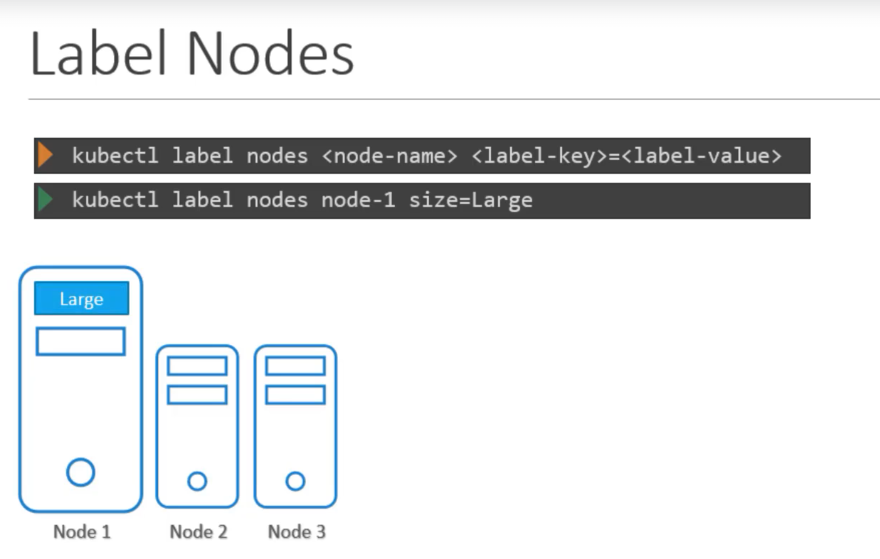 Label Nodes
kubectl label nodes <node-name> <label-key>=<label-value>
kubectl label nodes node-1 size=Large
Large
Node 1
Node 2
Node 3